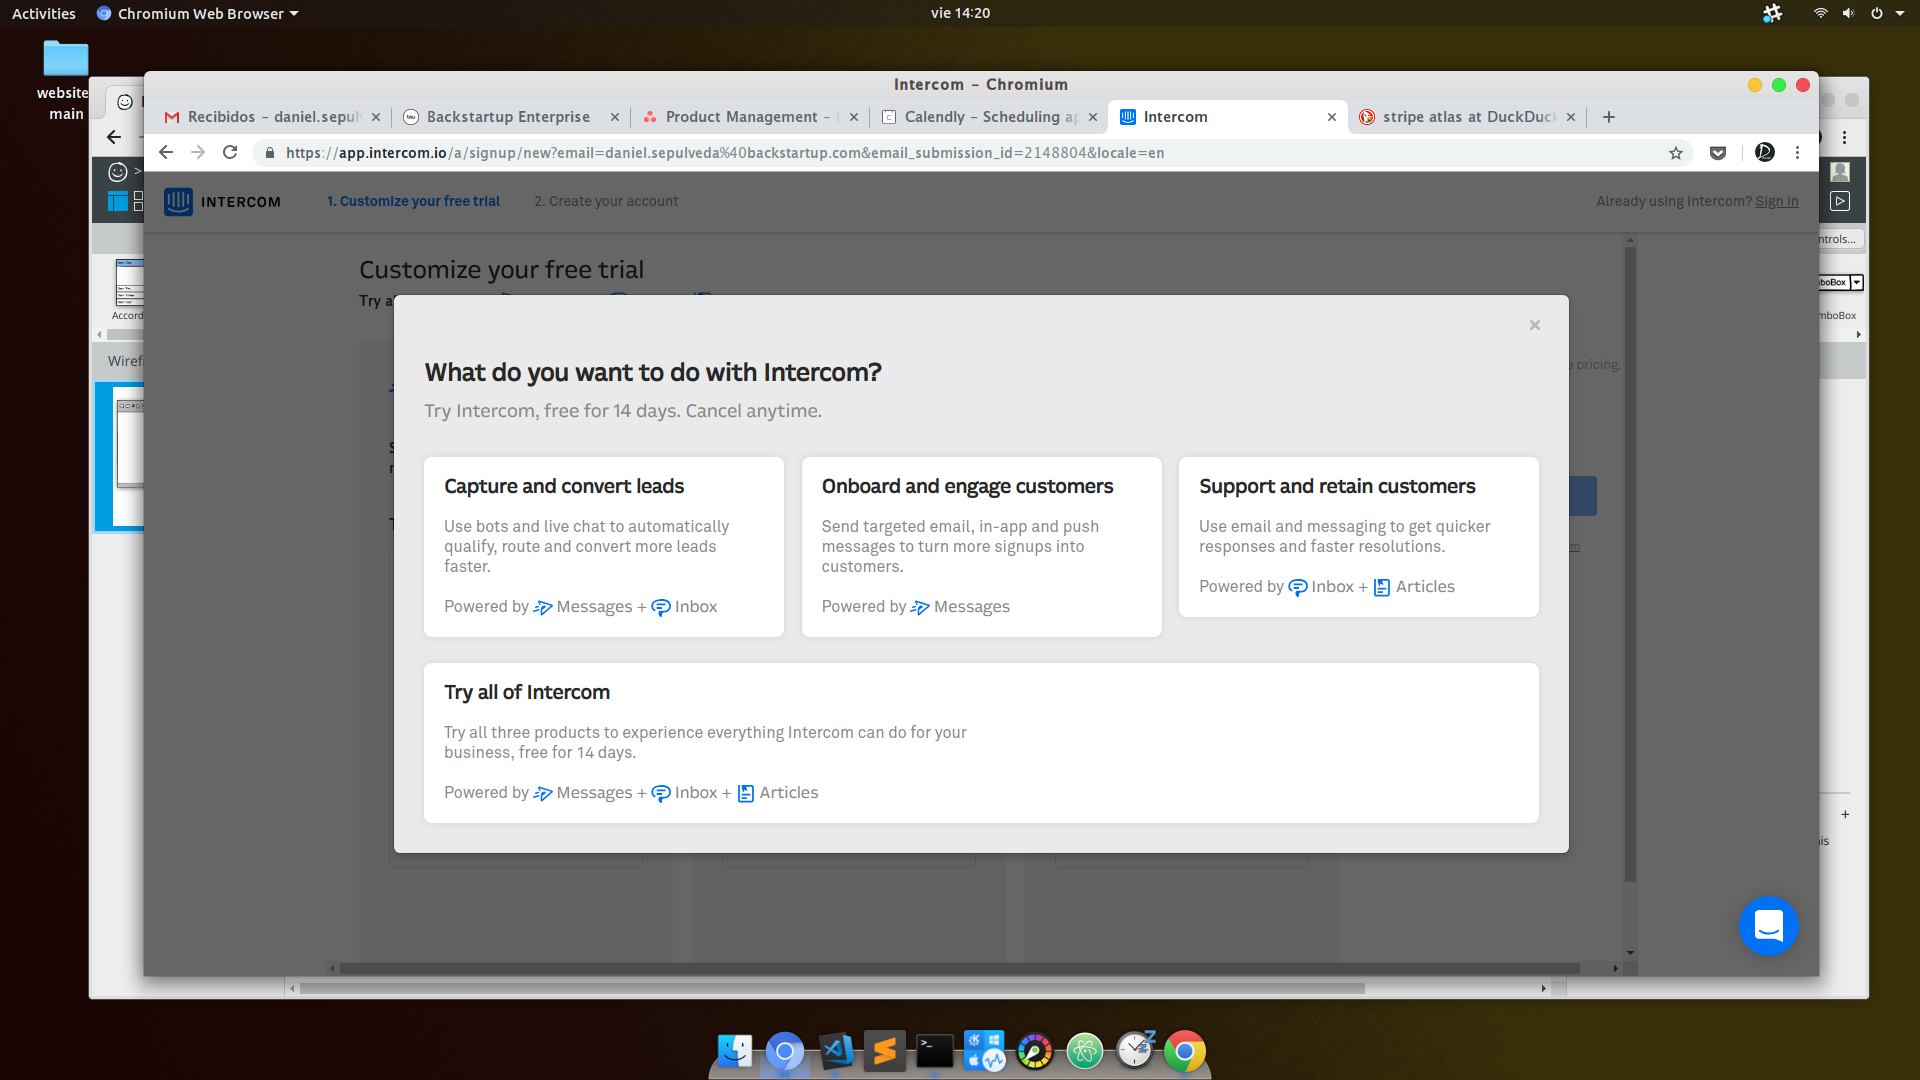 Activities
Chromium Web Browser
vie 14:20
website
main
Intercom - Chromium
Recibidos - daniel.sepul
Backstartup Enterprise
Product Management -
Calendly - Scheduling ap
Intercom
stripe atlas at DuckDuck
https://app.intercom.io/a/signup/new?email=daniel.sepulveda%40backstartup.com&email_submission_id=2148804&locale=en
INTERCOM
1. Customize your free trial
2. Create your account
Already using Intercom? Sign in
ntrols...
Customize your free trial
Try a
Accord
mboBox
Wiref
e pricing.
What do you want to do with Intercom?
Try Intercom, free for 14 days. Cancel anytime.
Capture and convert leads
Use bots and live chat to automatically
qualify, route and convert more leads
faster.
Powered by Messages + Inbox
Onboard and engage customers
Send targeted email, in-app and push
messages to turn more signups into
customers.
Powered by Messages
Support and retain customers
Use email and messaging to get quicker
responses and faster resolutions.
Powered by Inbox + Articles
Try all of Intercom
Try all three products to experience everything Intercom can do for your
business, free for 14 days.
Powered by Messages + Inbox + Articles